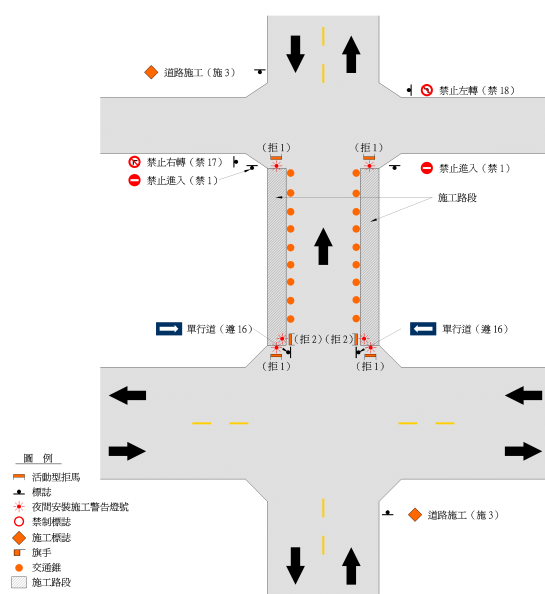 道路施工（施3）
禁止左轉（禁18）
（拒1）
（拒1）
禁止右轉（禁17）
禁止進入（禁1）
禁止進入（禁1）
施工路段
單行道（遵16）
（拒2）
（拒2）
單行道（遵16）
（拒1）
（拒1）
圖 例
活動型拒馬
標誌
夜間安裝施工警告燈號
禁制標誌
施工標誌
旗手
交通錐
施工路段
道路施工（施3）